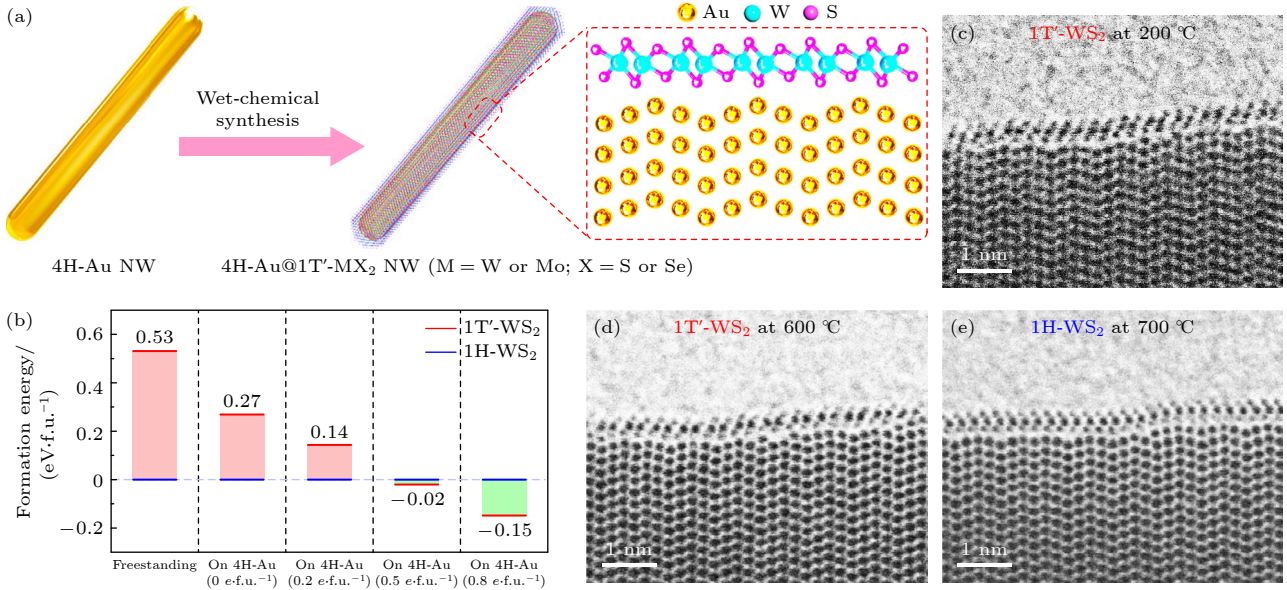 (a)
Au W S
Wet-chemical
synthesis
4H-Au NW
4H-Au@1T′-MX₂ NW (M = W or Mo; X = S or Se)
(b)
Formation energy/
(eV·f.u.⁻¹)
0.6
0.4
0.2
0
−0.2
0.53
0.27
0.14
−0.02
−0.15
1T′-WS₂
1H-WS₂
Freestanding
On 4H-Au
(0 e·f.u.⁻¹)
On 4H-Au
(0.2 e·f.u.⁻¹)
On 4H-Au
(0.5 e·f.u.⁻¹)
On 4H-Au
(0.8 e·f.u.⁻¹)
(c) 1T′-WS₂ at 200 ℃
1 nm
(d) 1T′-WS₂ at 600 ℃
1 nm
(e) 1H-WS₂ at 700 ℃
1 nm